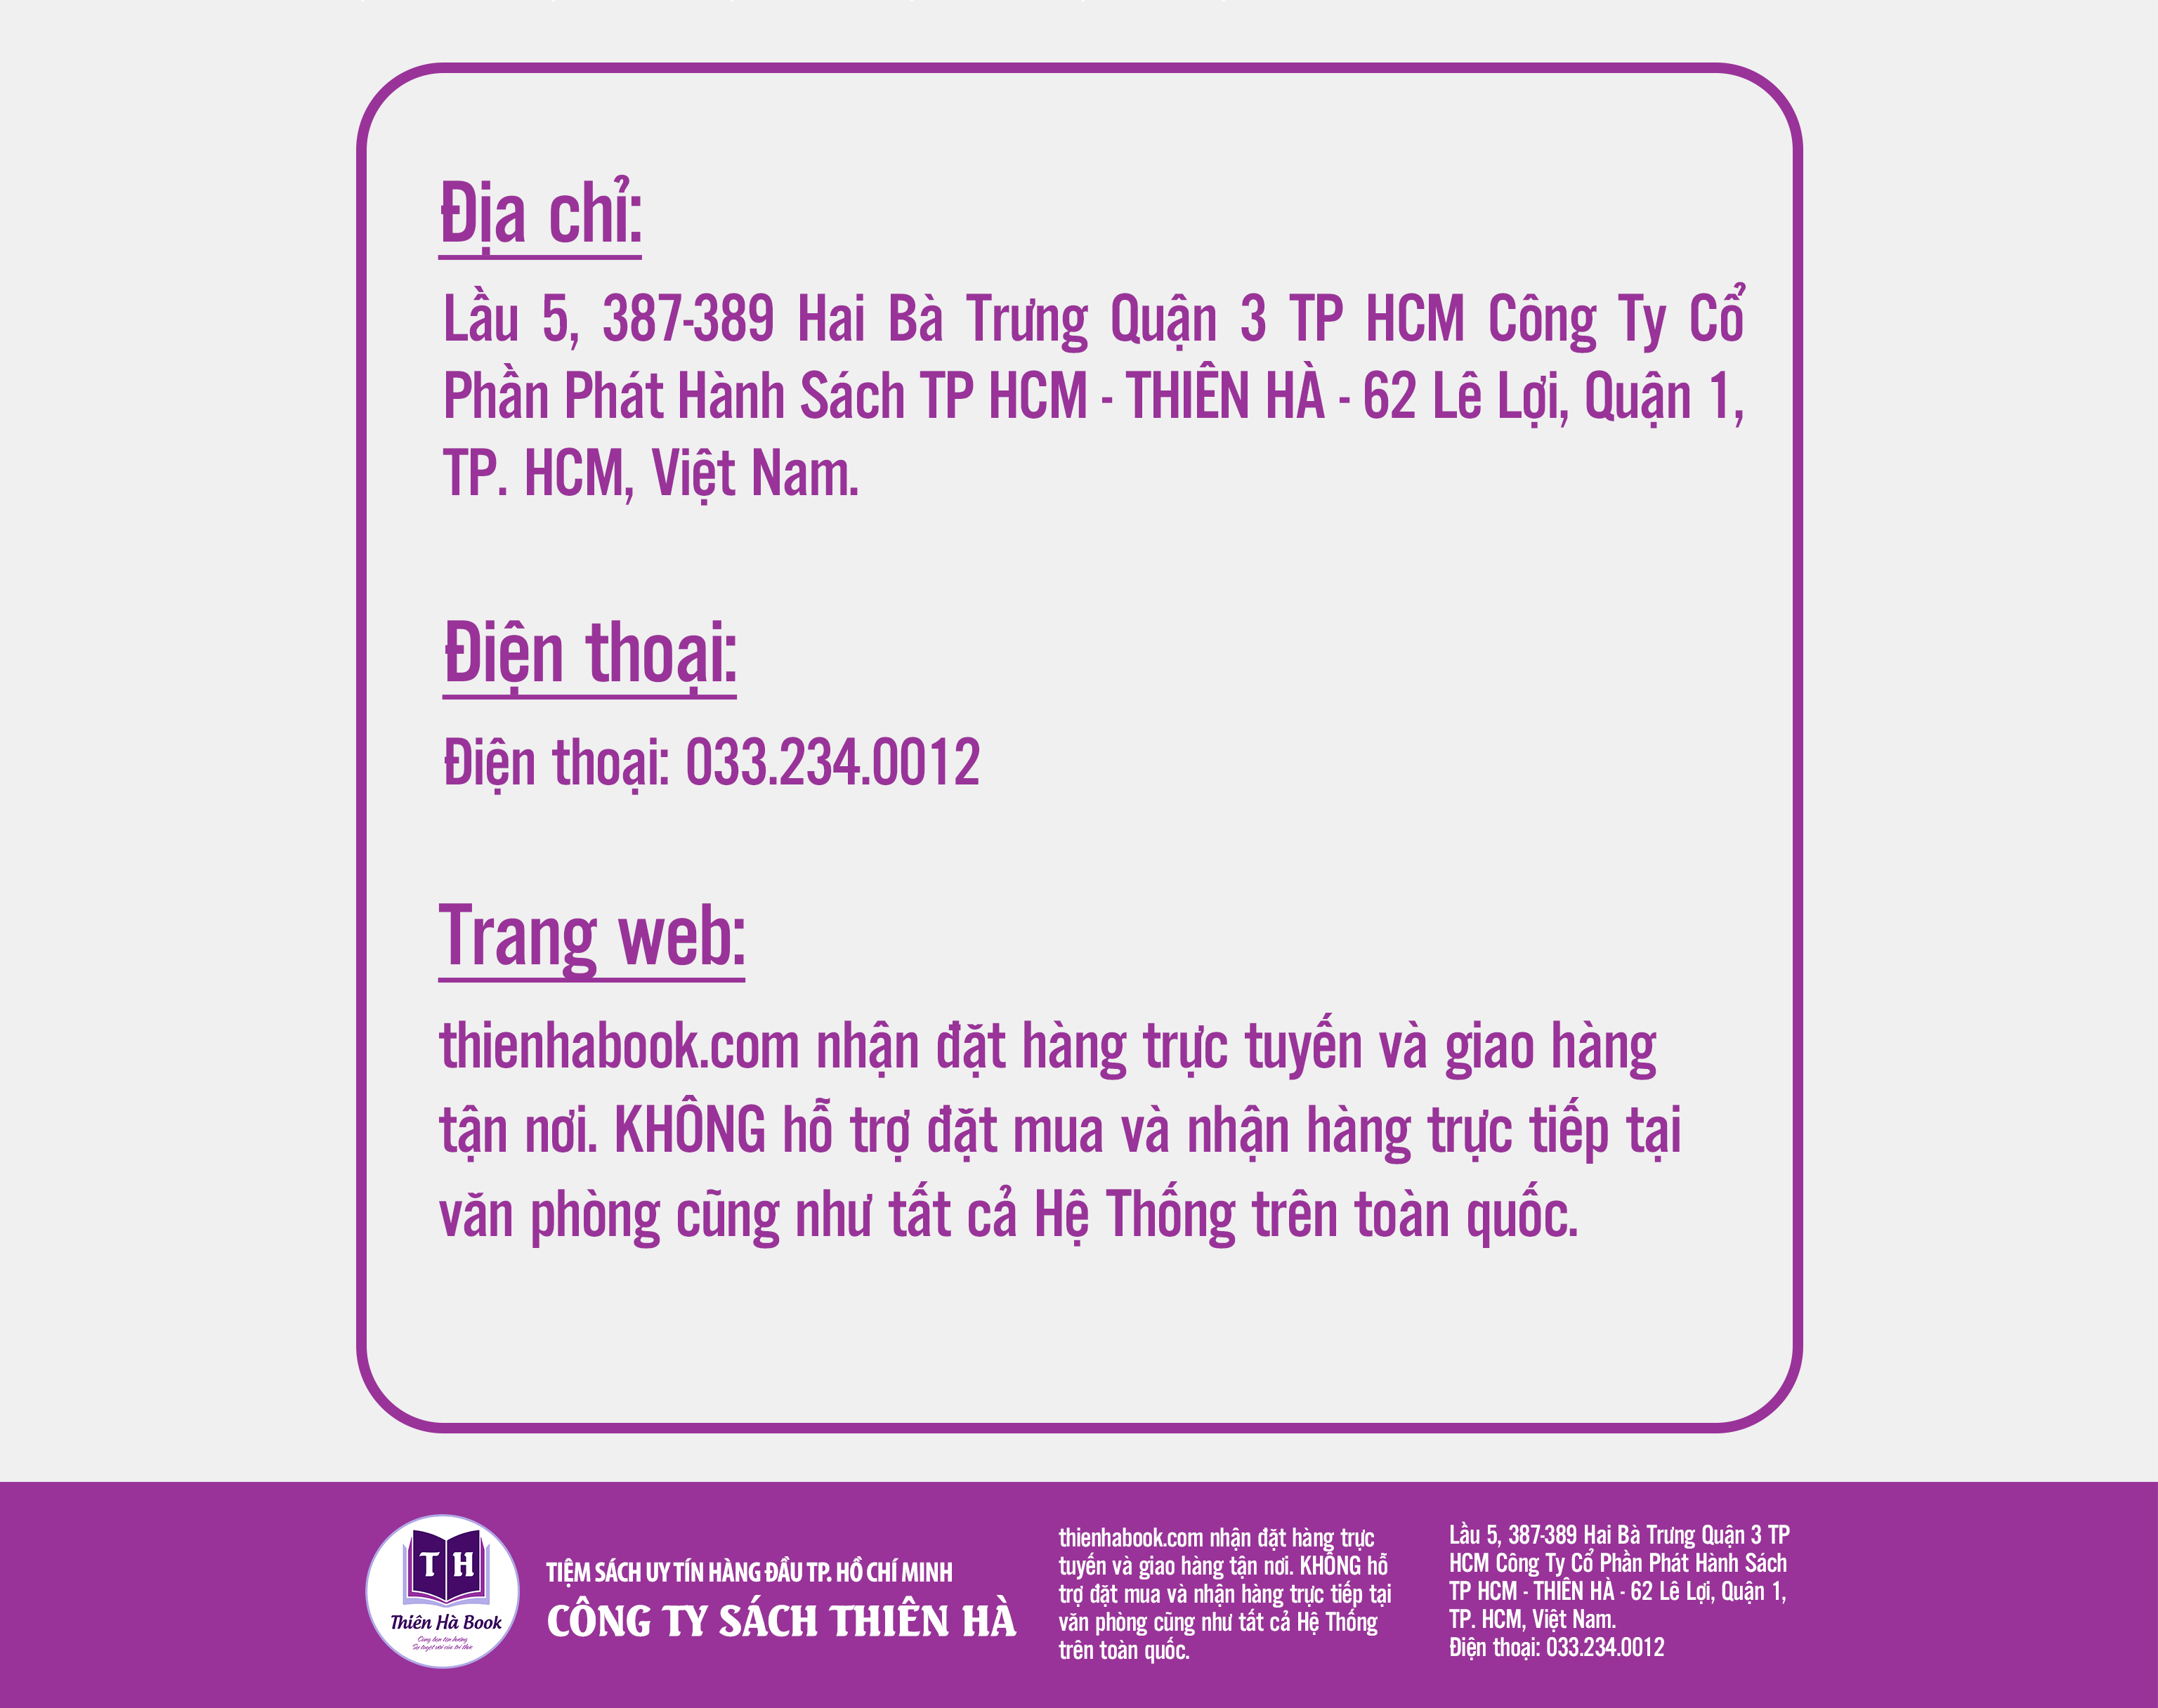 Địa chỉ:
Lầu 5, 387-389 Hai Bà Trưng Quận 3 TP HCM Công Ty Cổ
Phần Phát Hành Sách TP HCM - THIÊN HÀ - 62 Lê Lợi, Quận 1,
TP. HCM, Việt Nam.
Điện thoại:
Điện thoại: 033.234.0012
Trang web:
thienhabook.com nhận đặt hàng trực tuyến và giao hàng
tận nơi. KHÔNG hỗ trợ đặt mua và nhận hàng trực tiếp tại
văn phòng cũng như tất cả Hệ Thống trên toàn quốc.
T H
Thiên Hà Book
TIỆM SÁCH UY TÍN HÀNG ĐẦU TP. HỒ CHÍ MINH
CÔNG TY SÁCH THIÊN HÀ
thienhabook.com nhận đặt hàng trực
tuyến và giao hàng tận nơi. KHÔNG hỗ
trợ đặt mua và nhận hàng trực tiếp tại
văn phòng cũng như tất cả Hệ Thống
trên toàn quốc.
Lầu 5, 387-389 Hai Bà Trưng Quận 3 TP
HCM Công Ty Cổ Phần Phát Hành Sách
TP HCM - THIÊN HÀ - 62 Lê Lợi, Quận 1,
TP. HCM, Việt Nam.
Điện thoại: 033.234.0012